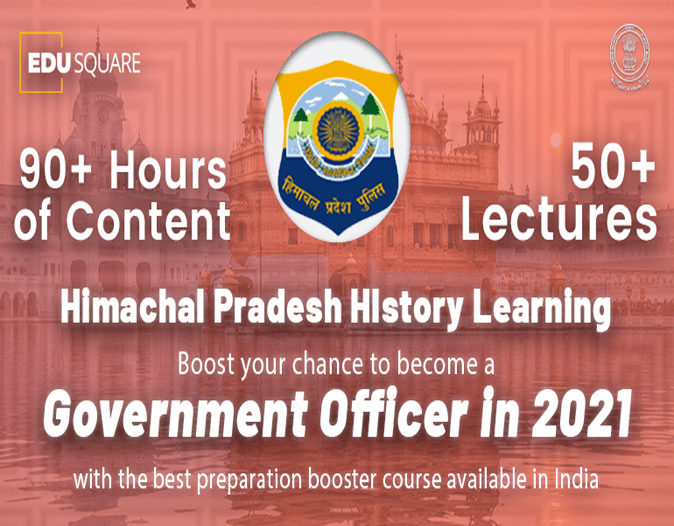 EDU SQUARE
90+ Hours
of Content
हिमाचल प्रदेश पुलिस
50+
Lectures
Himachal Pradesh HIstory Learning
Boost your chance to become a
Government Officer in 2021
with the best preparation booster course available in India